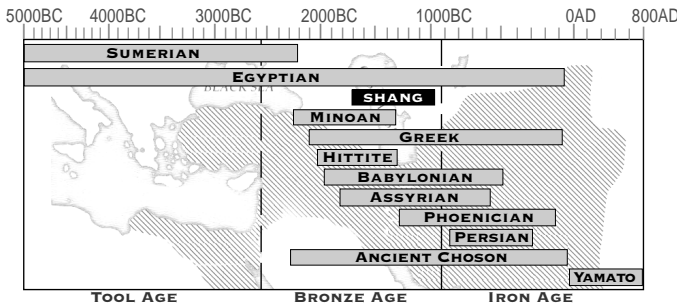 5000BC 4000BC 3000BC 2000BC 1000BC 0AD 800AD
SUMERIAN
EGYPTIAN
BLACK SEA
SHANG
MINOAN
GREEK
HITTITE
BABYLONIAN
ASSYRIAN
PHOENICIAN
PERSIAN
ANCIENT CHOSON
YAMATO
TOOL AGE BRONZE AGE IRON AGE